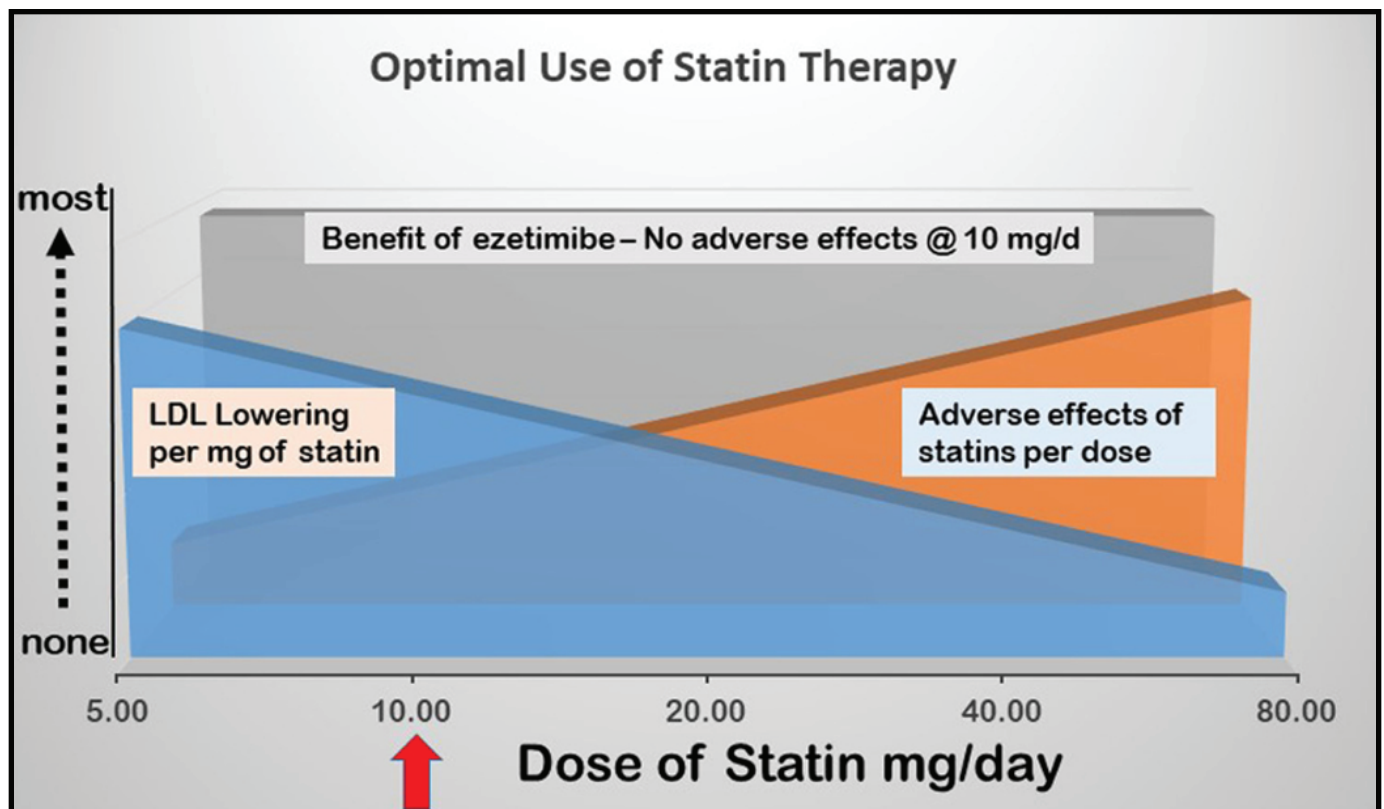 Optimal Use of Statin Therapy
most
Benefit of ezetimibe – No adverse effects @ 10 mg/d
LDL Lowering
per mg of statin
Adverse effects of
statins per dose
none
5.00 10.00 20.00 40.00 80.00
Dose of Statin mg/day